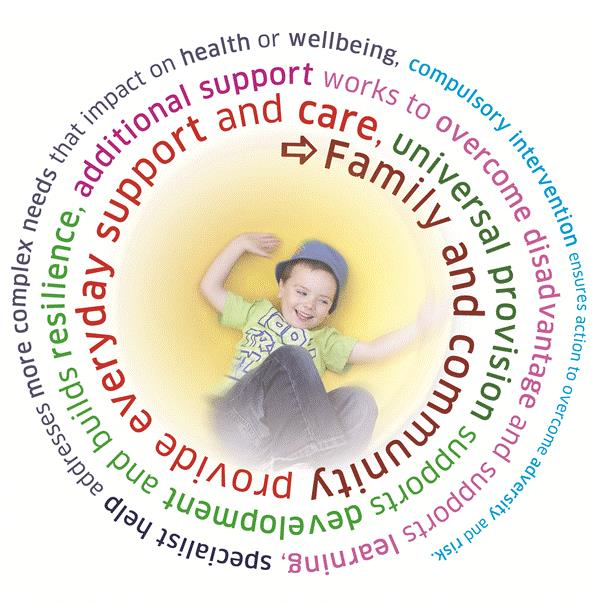 Family and community provide everyday support and care, universal provision supports development and builds resilience, additional support works to overcome disadvantage and supports learning, specialist help addresses more complex needs that impact on health or wellbeing, compulsory intervention ensures action to overcome adversity and risk.